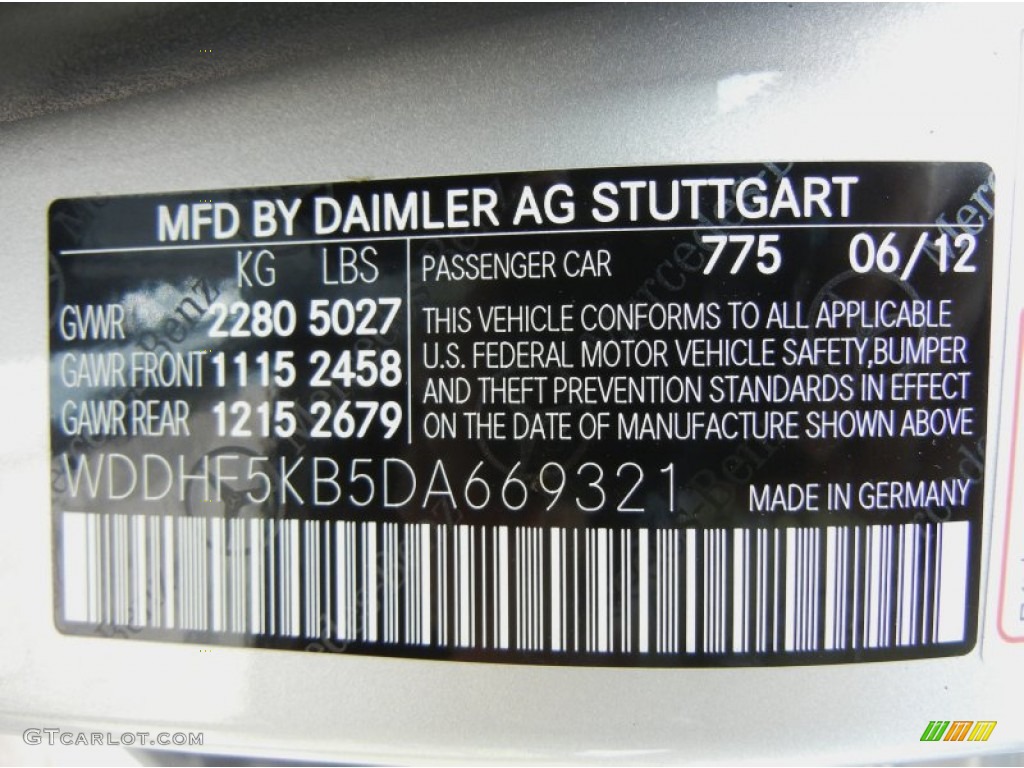 MFD BY DAIMLER AG STUTTGART
KG LBS
GVWR 2280 5027
GAWR FRONT 1115 2458
GAWR REAR 1215 2679
PASSENGER CAR 775 06/12
THIS VEHICLE CONFORMS TO ALL APPLICABLE
U.S. FEDERAL MOTOR VEHICLE SAFETY,BUMPER
AND THEFT PREVENTION STANDARDS IN EFFECT
ON THE DATE OF MANUFACTURE SHOWN ABOVE
WDDHF5KB5DA669321 MADE IN GERMANY
GTCARLOT.COM